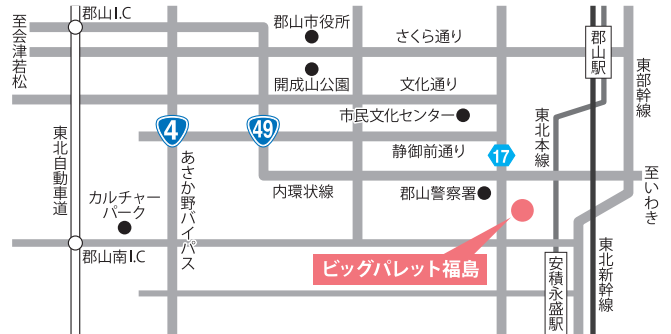 郡山I.C
至会津若松
郡山市役所
さくら通り
郡山駅
開成山公園
文化通り
東部幹線
市民文化センター
4
49
東北本線
静御前通り
17
東北自動車道
あさか野バイパス
内環状線
至いわき
カルチャー
パーク
郡山警察署
郡山南I.C
ビッグパレット福島
安積永盛駅
東北新幹線